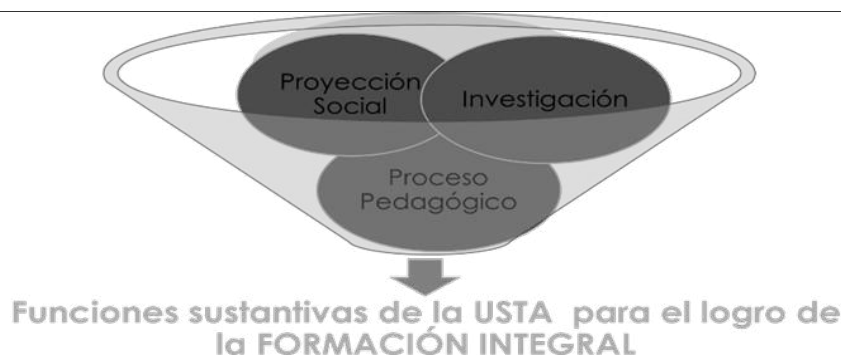 Proyección
Social
Investigación
Proceso
Pedagógico
Funciones sustantivas de la USTA para el logro de
la FORMACIÓN INTEGRAL